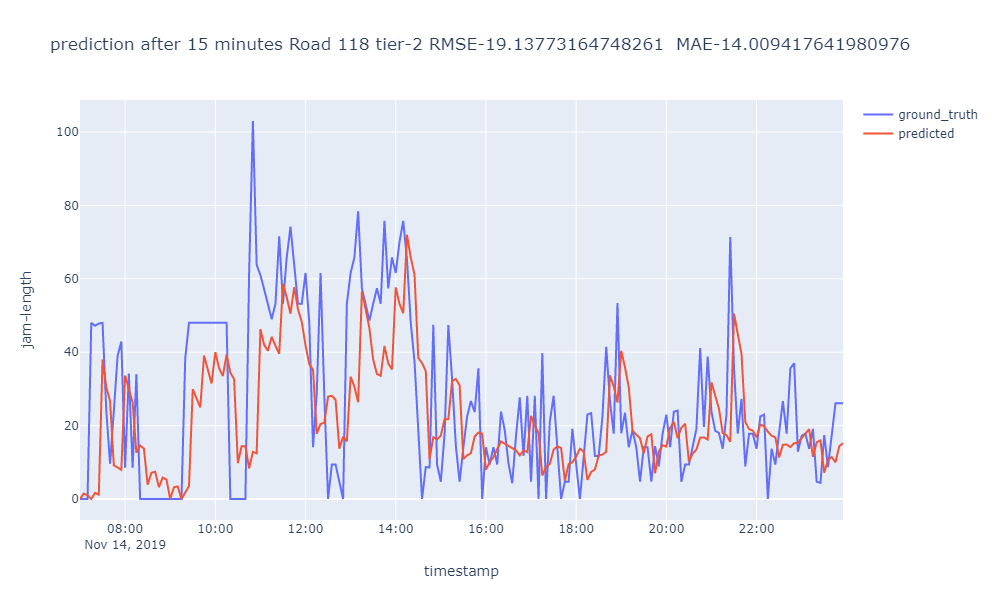 prediction after 15 minutes Road 118 tier-2 RMSE-19.13773164748261  MAE-14.009417641980976
ground_truth
predicted
100
80
60
40
20
0
jam-length
08:00 10:00 12:00 14:00 16:00 18:00 20:00 22:00
Nov 14, 2019
timestamp